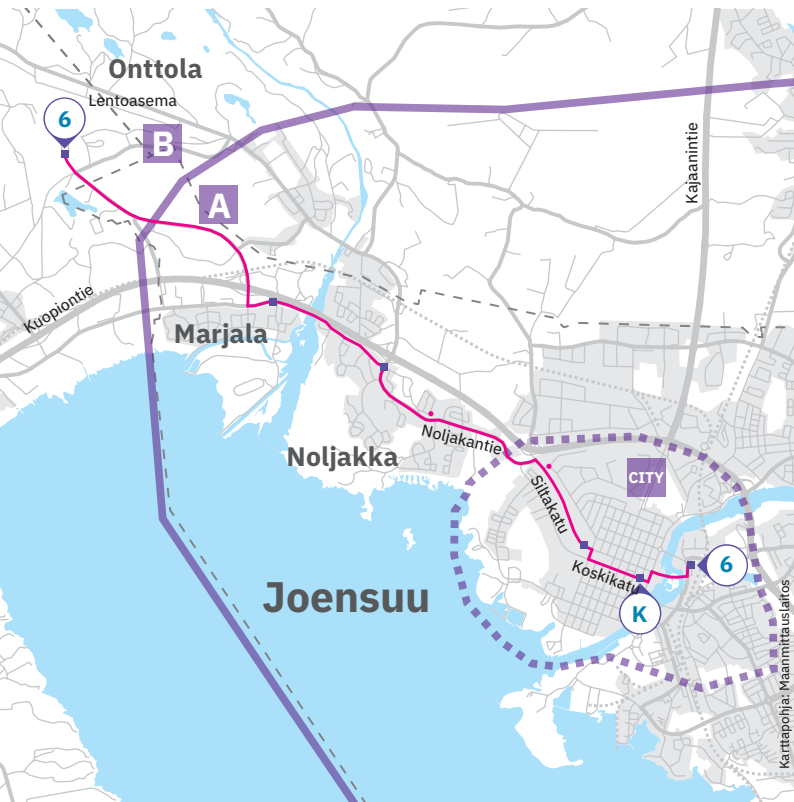 Onttola
Lentoasema
6
B
A
Kajaanintie
Kuopiontie
Marjala
Noljakka
Noljakantie
CITY
Siltakatu
Koskikatu
6
K
Joensuu
Karttapohja: Maanmittauslaitos